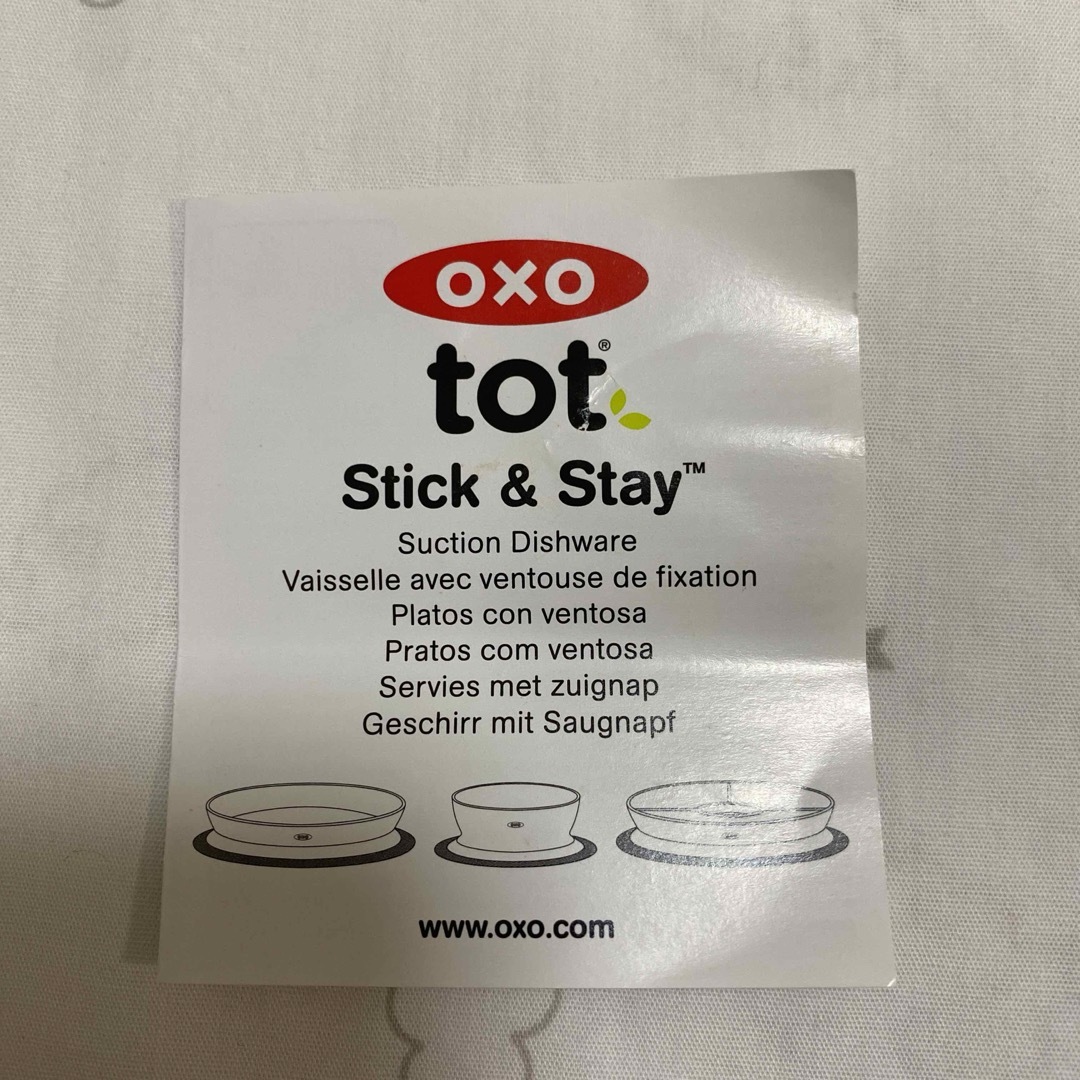 OXO
tot®
Stick & Stay™
Suction Dishware
Vaisselle avec ventouse de fixation
Platos con ventosa
Pratos com ventosa
Servies met zuignap
Geschirr mit Saugnapf
www.oxo.com